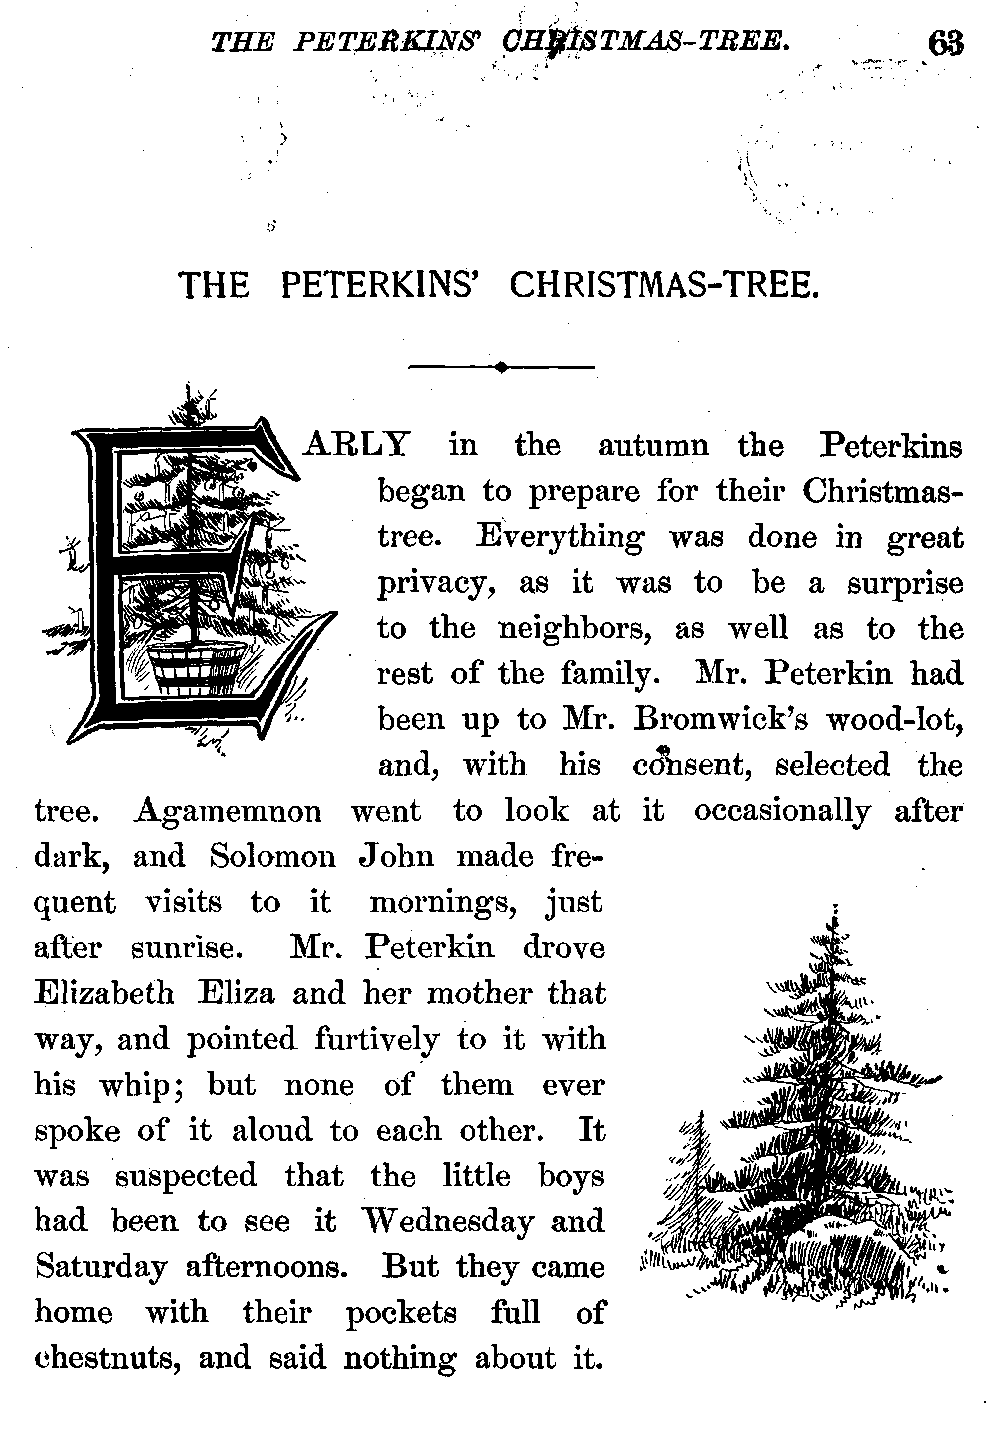 THE PETERKINS' CHRISTMAS-TREE. 63
THE PETERKINS' CHRISTMAS-TREE.
EARLY in the autumn the Peterkins
began to prepare for their Christmas-
tree. Everything was done in great
privacy, as it was to be a surprise
to the neighbors, as well as to the
rest of the family. Mr. Peterkin had
been up to Mr. Bromwick's wood-lot,
and, with his consent, selected the
tree. Agamemnon went to look at it occasionally after
dark, and Solomon John made fre-
quent visits to it mornings, just
after sunrise. Mr. Peterkin drove
Elizabeth Eliza and her mother that
way, and pointed furtively to it with
his whip; but none of them ever
spoke of it aloud to each other. It
was suspected that the little boys
had been to see it Wednesday and
Saturday afternoons. But they came
home with their pockets full of
chestnuts, and said nothing about it.